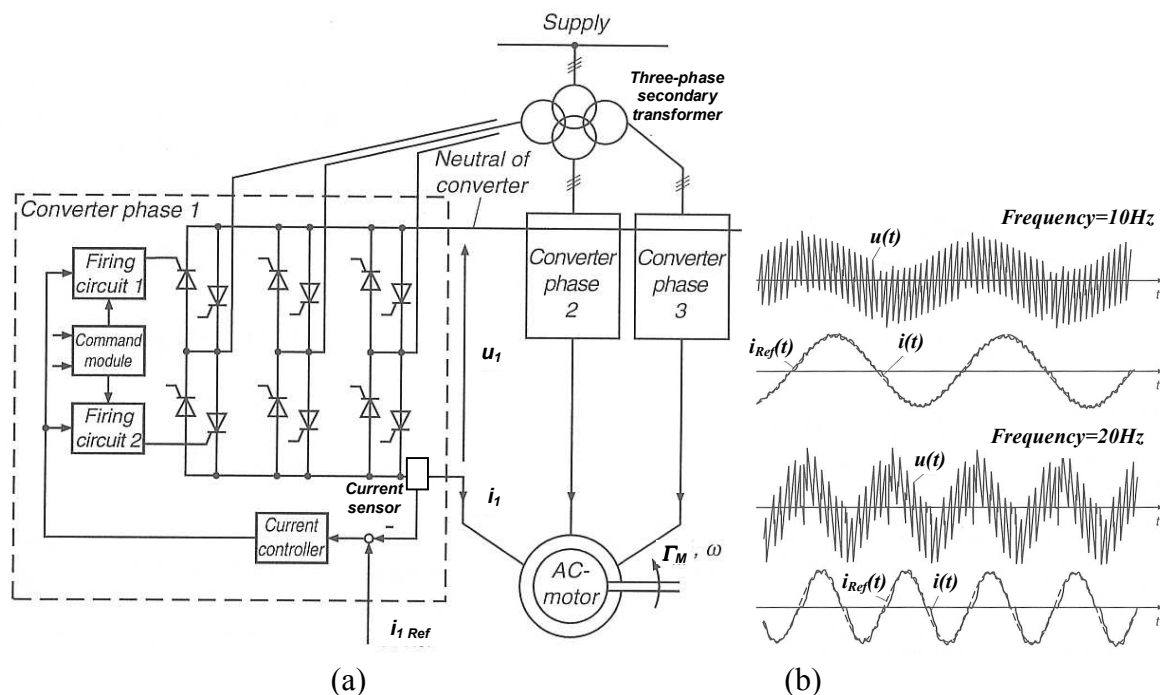 Supply
Three-phase
secondary
transformer
Neutral of
converter
Converter phase 1
Firing
circuit 1
Command
module
Firing
circuit 2
Current
sensor
Current
controller
-
i1 Ref
u1
i1
Converter
phase
2
Converter
phase
3
AC-
motor
ΓM , ω
(a)
Frequency=10Hz
u(t)
t
iRef(t)
i(t)
t
Frequency=20Hz
u(t)
t
iRef(t)
i(t)
t
(b)